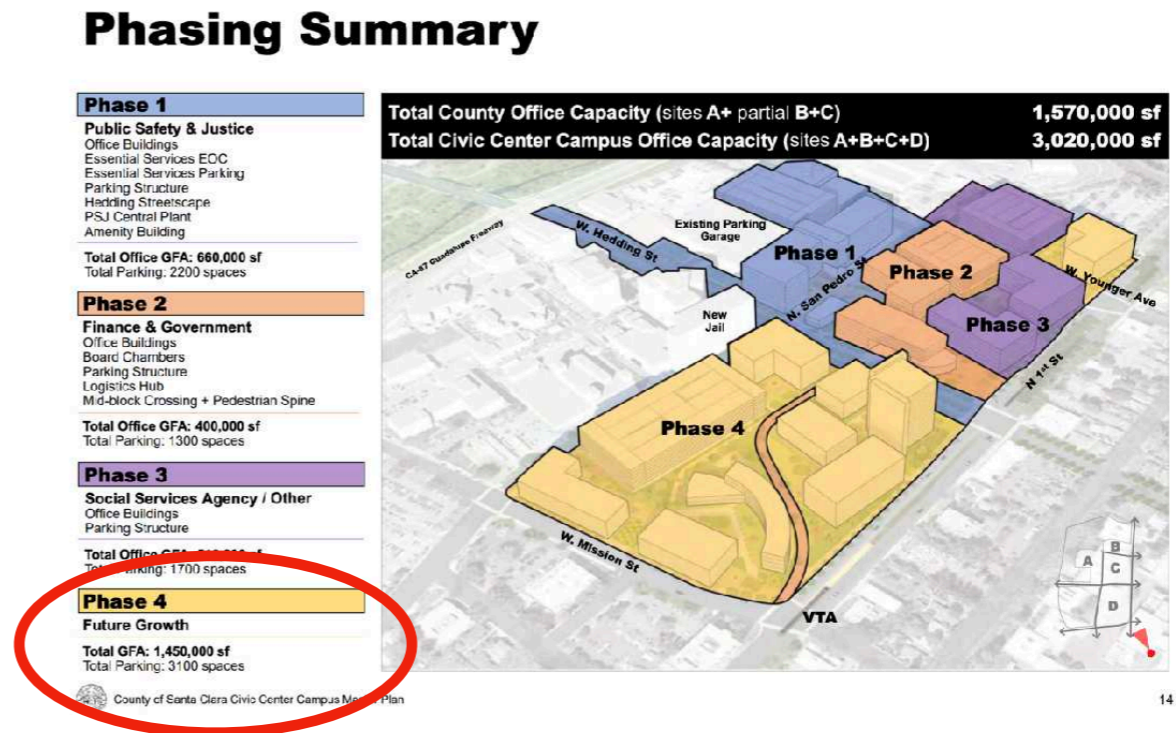 Phasing Summary
Phase 1
Public Safety & Justice
Office Buildings
Essential Services EOC
Essential Services Parking
Parking Structure
Hedding Streetscape
PSJ Central Plant
Amenity Building
Total Office GFA: 660,000 sf
Total Parking: 2200 spaces
Phase 2
Finance & Government
Office Buildings
Board Chambers
Parking Structure
Logistics Hub
Mid-block Crossing + Pedestrian Spine
Total Office GFA: 400,000 sf
Total Parking: 1300 spaces
Phase 3
Social Services Agency / Other
Office Buildings
Parking Structure
Total Office
Total Parking: 1700 spaces
Phase 4
Future Growth
Total GFA: 1,450,000 sf
Total Parking: 3100 spaces
Total County Office Capacity (sites A+ partial B+C) 1,570,000 sf
Total Civic Center Campus Office Capacity (sites A+B+C+D) 3,020,000 sf
CA-87 Guadalupe Freeway
W. Hedding St
Existing Parking
Garage
Phase 1
N. San Pedro St
Phase 2
W. Younger Ave
New
Jail
Phase 3
N 1st St
Phase 4
W. Mission St
VTA
B
A
C
D
County of Santa Clara Civic Center Campus Master Plan
14